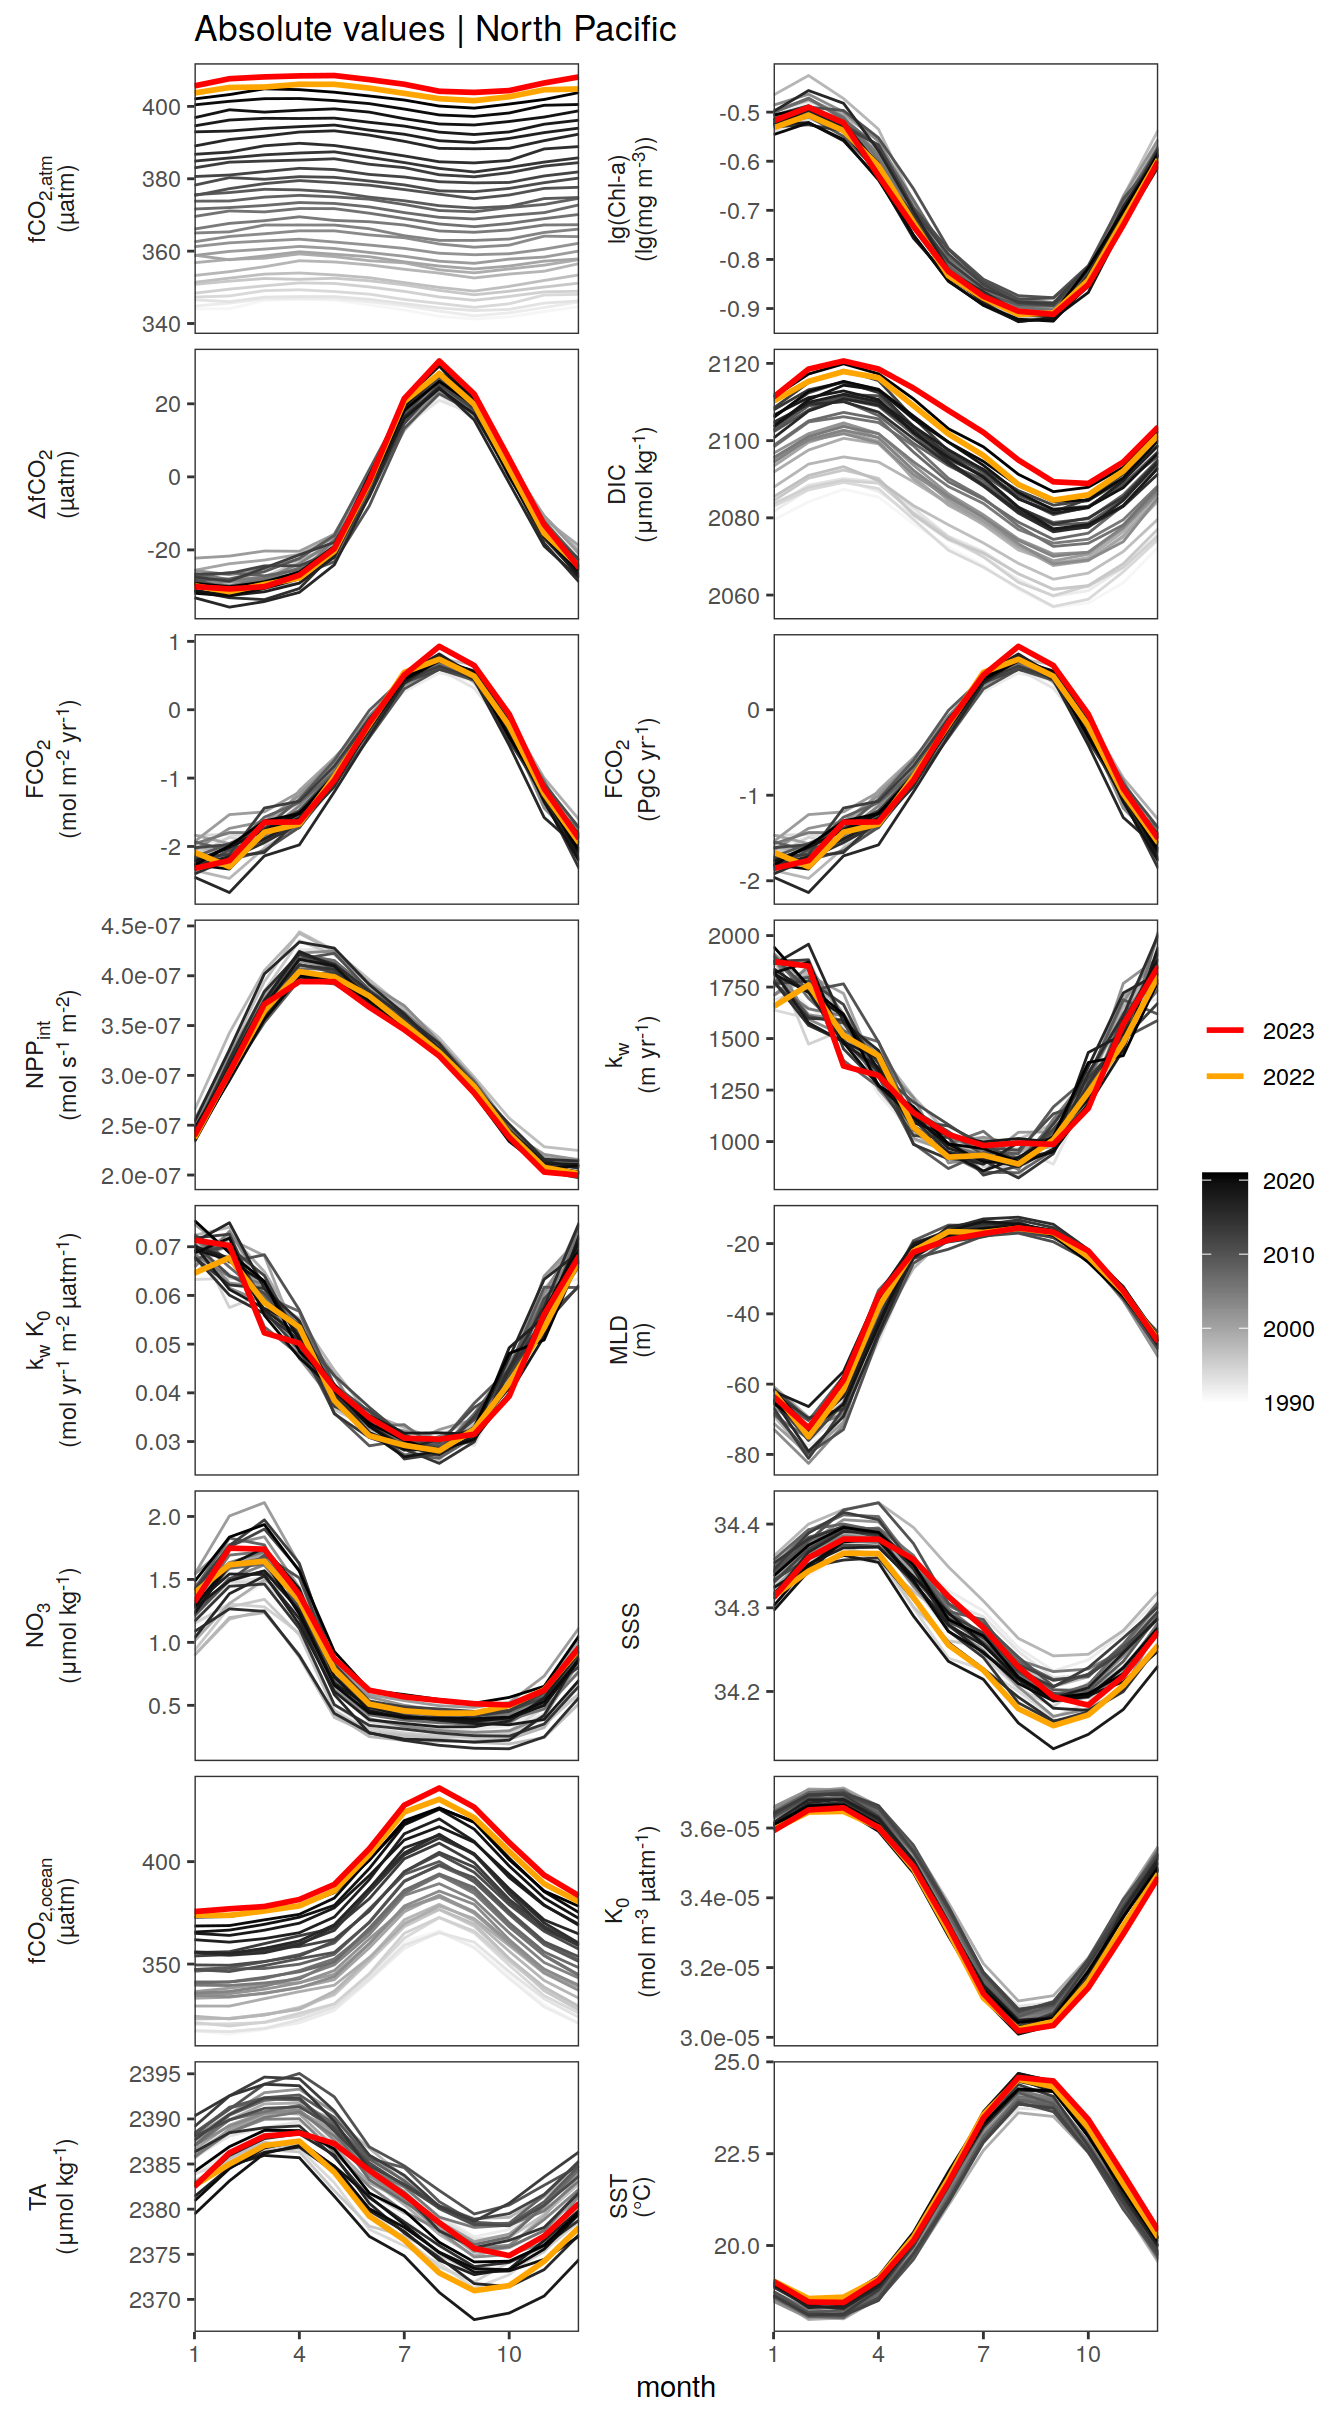 Absolute values | North Pacific
fCO2,atm
(µatm)
400
380
360
340
lg(Chl-a)
(lg(mg m-3))
-0.5
-0.6
-0.7
-0.8
-0.9
ΔfCO2
(µatm)
20
0
-20
DIC
(µmol kg-1)
2120
2100
2080
2060
FCO2
(mol m-2 yr-1)
1
0
-1
-2
FCO2
(PgC yr-1)
0
-1
-2
NPPint
(mol s-1 m-2)
4.5e-07
4.0e-07
3.5e-07
3.0e-07
2.5e-07
2.0e-07
kw
(m yr-1)
2000
1750
1500
1250
1000
kw K0
(mol yr-1 m-2 µatm-1)
0.07
0.06
0.05
0.04
0.03
MLD
(m)
-20
-40
-60
-80
NO3
(µmol kg-1)
2.0
1.5
1.0
0.5
SSS
34.4
34.3
34.2
fCO2,ocean
(µatm)
400
350
K0
(mol m-3 µatm-1)
3.6e-05
3.4e-05
3.2e-05
3.0e-05
TA
(µmol kg-1)
2395
2390
2385
2380
2375
2370
SST
(°C)
25.0
22.5
20.0
1 4 7 10
1 4 7 10
month
2023
2022
2020
2010
2000
1990